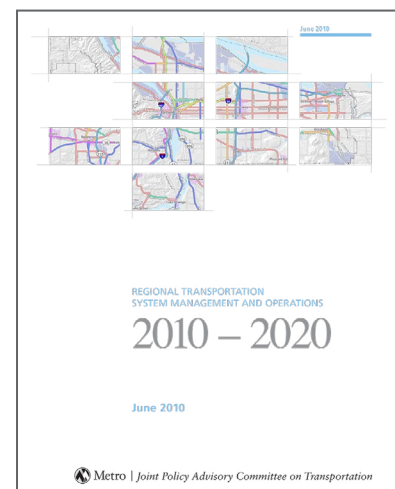 June 2010
REGIONAL TRANSPORTATION
SYSTEM MANAGEMENT AND OPERATIONS
2010 – 2020
June 2010
Metro | Joint Policy Advisory Committee on Transportation